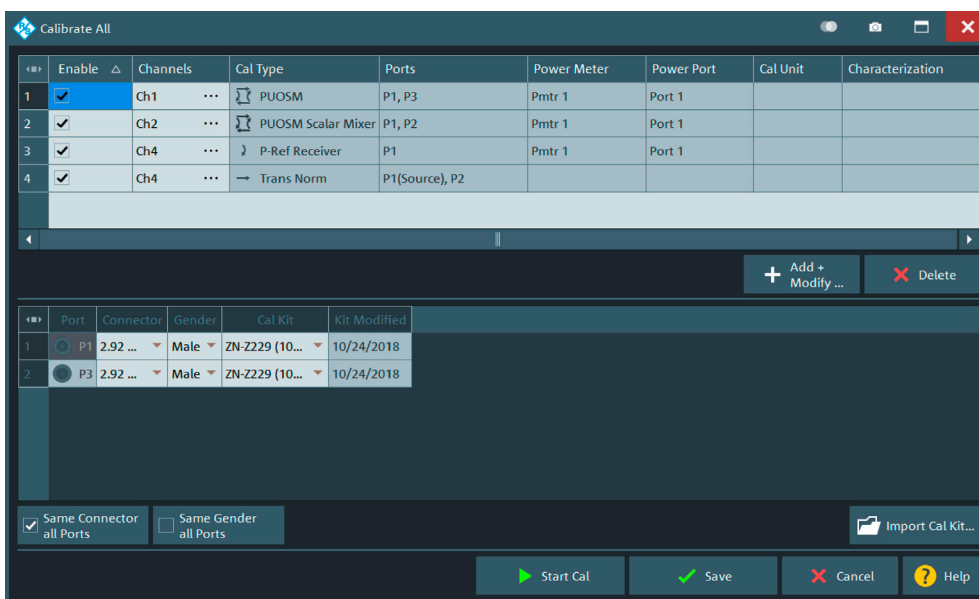 Calibrate All
Enable Channels Cal Type Ports Power Meter Power Port Cal Unit Characterization
1 Ch1 ... PUOSM P1, P3 Pmtr 1 Port 1
2 Ch2 ... PUOSM Scalar Mixer P1, P2 Pmtr 1 Port 1
3 Ch4 ... P-Ref Receiver P1 Pmtr 1 Port 1
4 Ch4 ... Trans Norm P1(Source), P2
Add +
Modify ...
Delete
Port Connector Gender Cal Kit Kit Modified
1 P1 2.92 ... Male ZN-Z229 (10... 10/24/2018
2 P3 2.92 ... Male ZN-Z229 (10... 10/24/2018
Same Connector
all Ports
Same Gender
all Ports
Import Cal Kit...
Start Cal Save Cancel ? Help